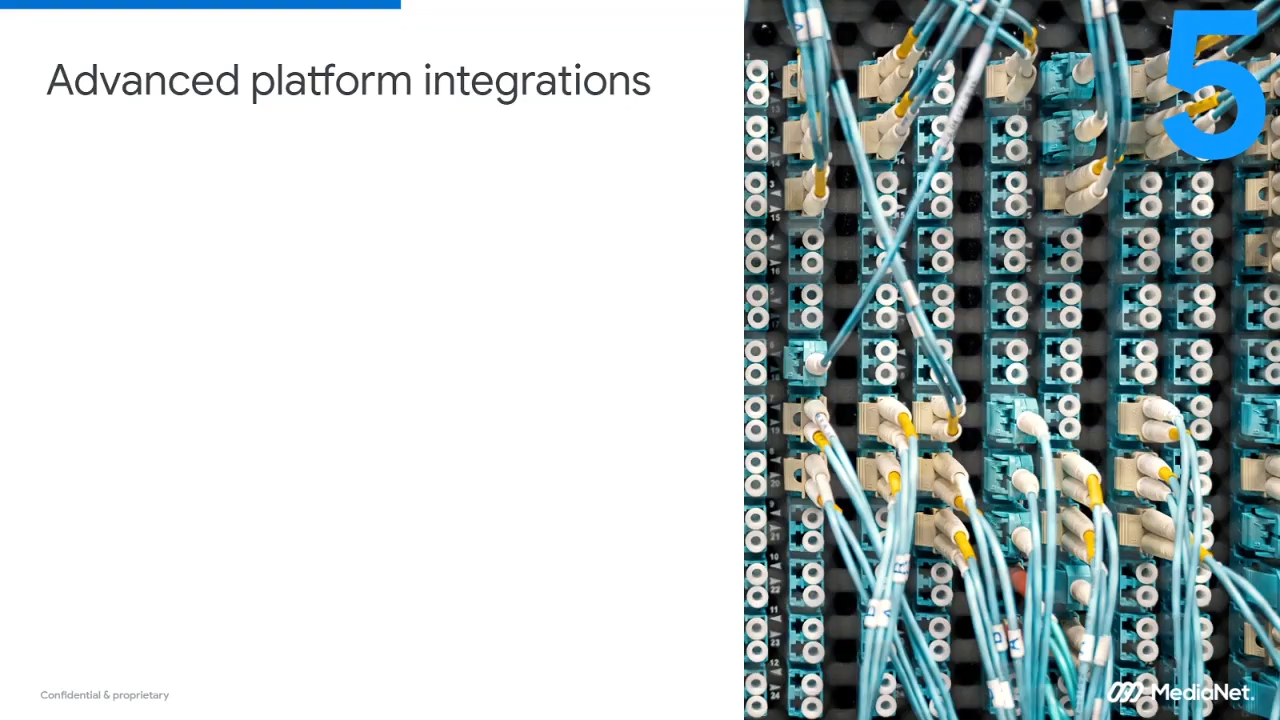 Advanced platform integrations
5
Confidential & proprietary
MediaNet.